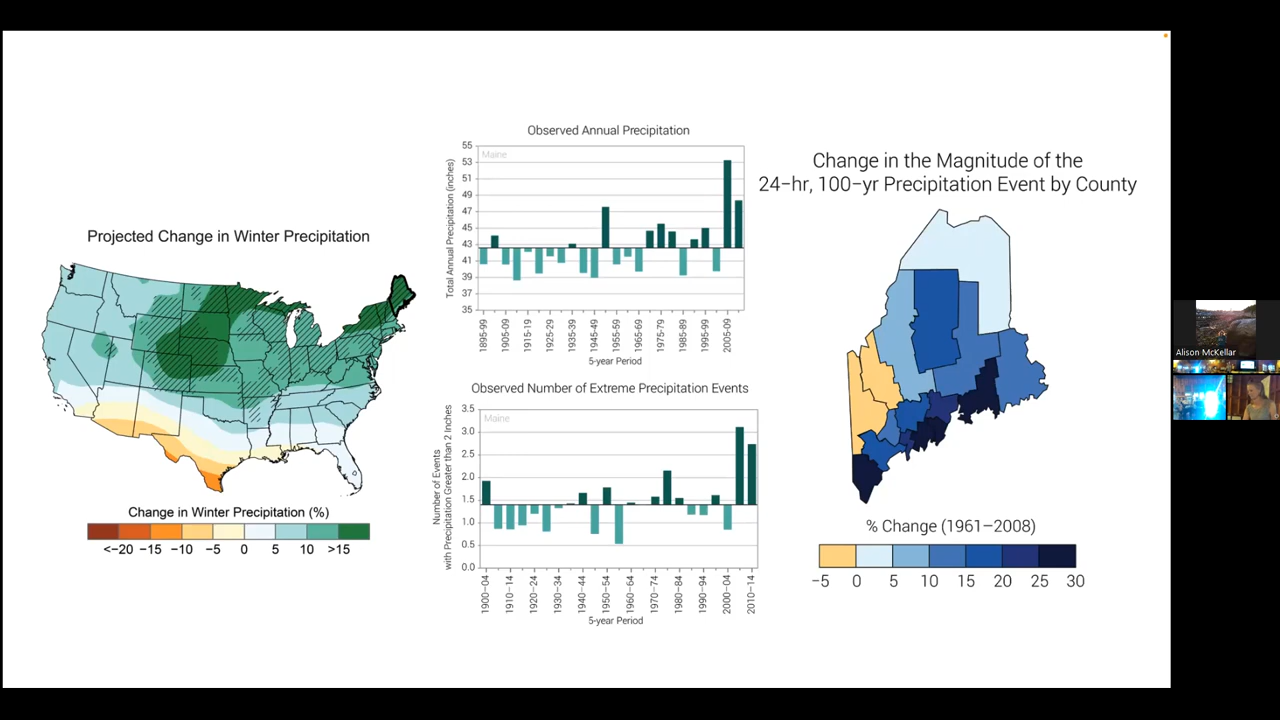 Projected Change in Winter Precipitation
Change in Winter Precipitation (%)
<−20 −15 −10 −5 0 5 10 >15
Observed Annual Precipitation
Maine
Total Annual Precipitation (inches)
55
53
51
49
47
45
43
41
39
37
35
1895-99
1905-09
1915-19
1925-29
1935-39
1945-49
1955-59
1965-69
1975-79
1985-89
1995-99
2005-09
5-year Period
Observed Number of Extreme Precipitation Events
Maine
Number of Events
with Precipitation Greater than 2 Inches
3.5
3.0
2.5
2.0
1.5
1.0
0.5
0.0
1900–04
1910–14
1920–24
1930–34
1940–44
1950–54
1960–64
1970–74
1980–84
1990–94
2000–04
2010–14
5-year Period
Change in the Magnitude of the
24−hr, 100−yr Precipitation Event by County
% Change (1961−2008)
−5 0 5 10 15 20 25 30
Alison McKellar